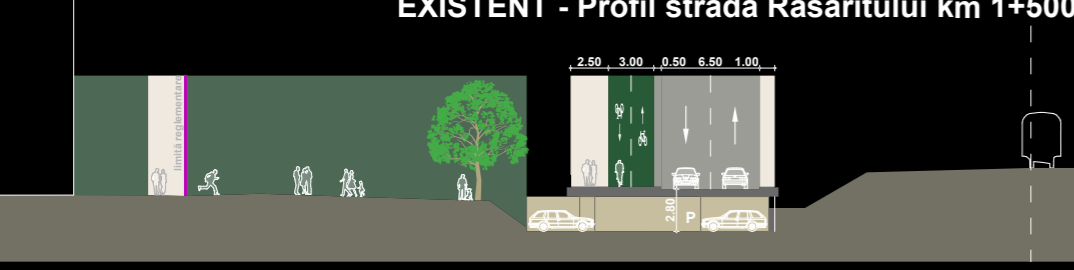 EXISTENT - Profil strada Rasaritului km 1+500
2.50 3.00 0.50 6.50 1.00
limită reglementare
2.80
P